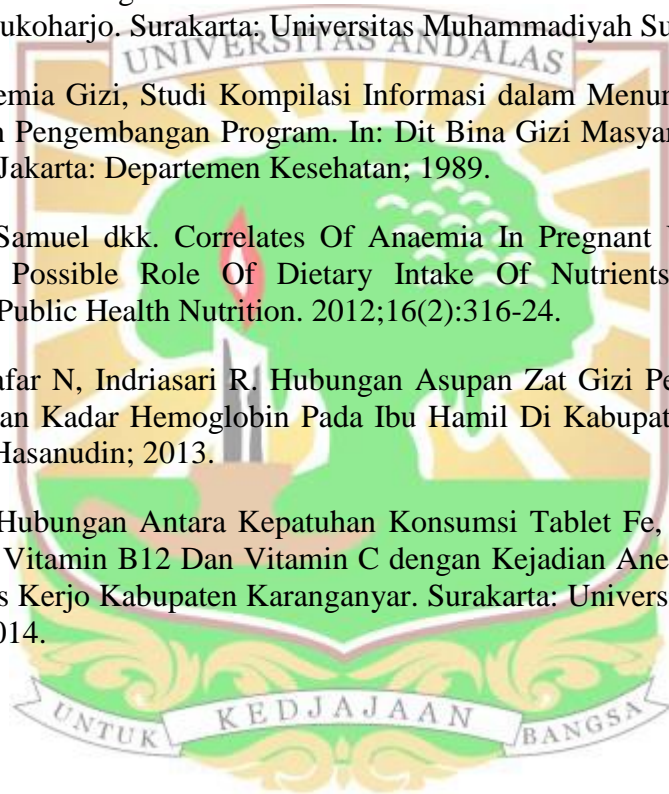 ukoharjo. Surakarta: Universitas Muhammadiyah Su
UNIVERSITAS ANDALAS
emia Gizi, Studi Kompilasi Informasi dalam Menun
n Pengembangan Program. In: Dit Bina Gizi Masyar
Jakarta: Departemen Kesehatan; 1989.
Samuel dkk. Correlates Of Anaemia In Pregnant
Possible Role Of Dietary Intake Of Nutrients
Public Health Nutrition. 2012;16(2):316-24.
afar N, Indriasari R. Hubungan Asupan Zat Gizi Pe
an Kadar Hemoglobin Pada Ibu Hamil Di Kabupat
Hasanudin; 2013.
Hubungan Antara Kepatuhan Konsumsi Tablet Fe,
Vitamin B12 Dan Vitamin C dengan Kejadian Ane
s Kerjo Kabupaten Karanganyar. Surakarta: Univers
014.
UNTUK KEDJAJAAN BANGSA